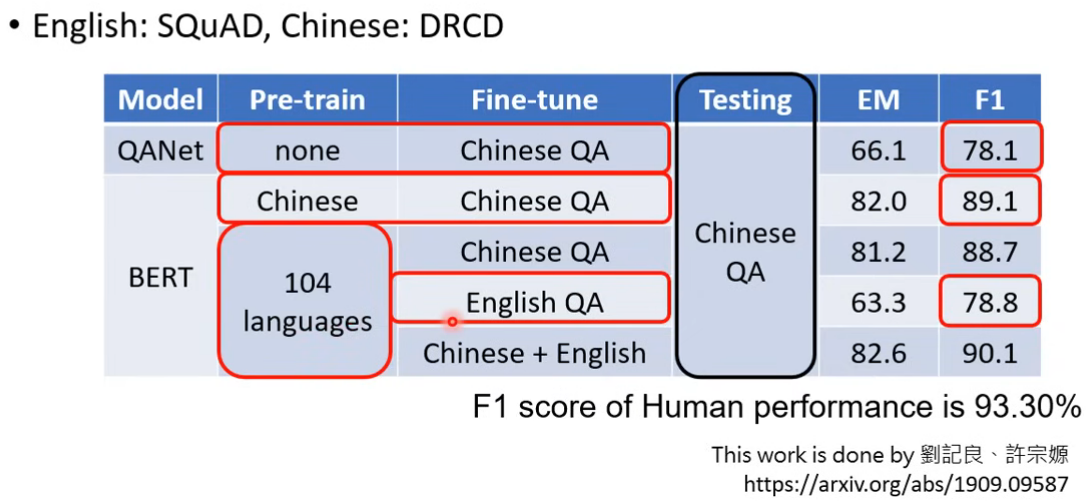 • English: SQuAD, Chinese: DRCD
Model Pre-train Fine-tune Testing EM F1
QANet none Chinese QA 66.1 78.1
Chinese Chinese QA 82.0 89.1
Chinese
Chinese QA 81.2 88.7
BERT 104 QA
English QA 63.3 78.8
languages
Chinese + English 82.6 90.1
F1 score of Human performance is 93.30%
This work is done by 劉記良、許宗嫄
https://arxiv.org/abs/1909.09587